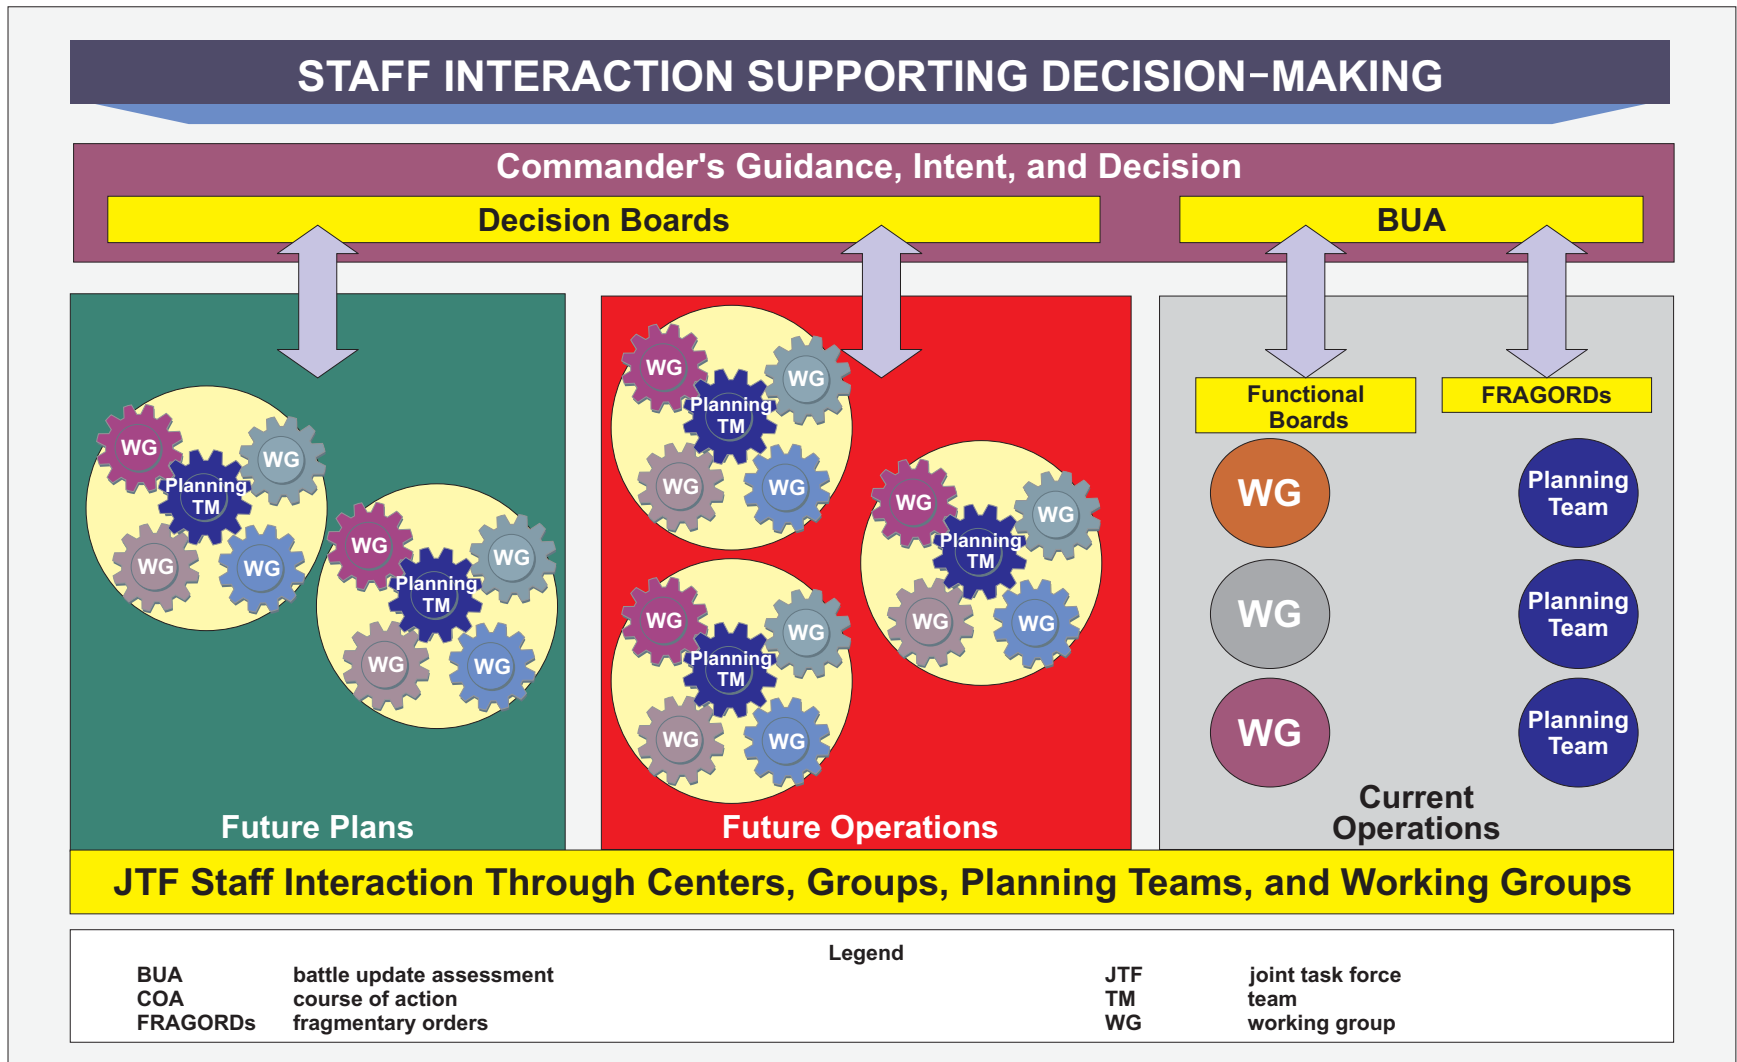 STAFF INTERACTION SUPPORTING DECISION-MAKING
Commander's Guidance, Intent, and Decision
Decision Boards
BUA
WG
WG
Planning
TM
WG
WG
WG
WG
Planning
TM
WG
WG
Future Plans
WG
WG
Planning
TM
WG
WG
WG
WG
Planning
TM
WG
WG
WG
WG
Planning
TM
WG
WG
Future Operations
Functional
Boards
WG
WG
WG
FRAGORDs
Planning
Team
Planning
Team
Planning
Team
Current
Operations
JTF Staff Interaction Through Centers, Groups, Planning Teams, and Working Groups
Legend
BUA battle update assessment
COA course of action
FRAGORDs fragmentary orders
JTF joint task force
TM team
WG working group